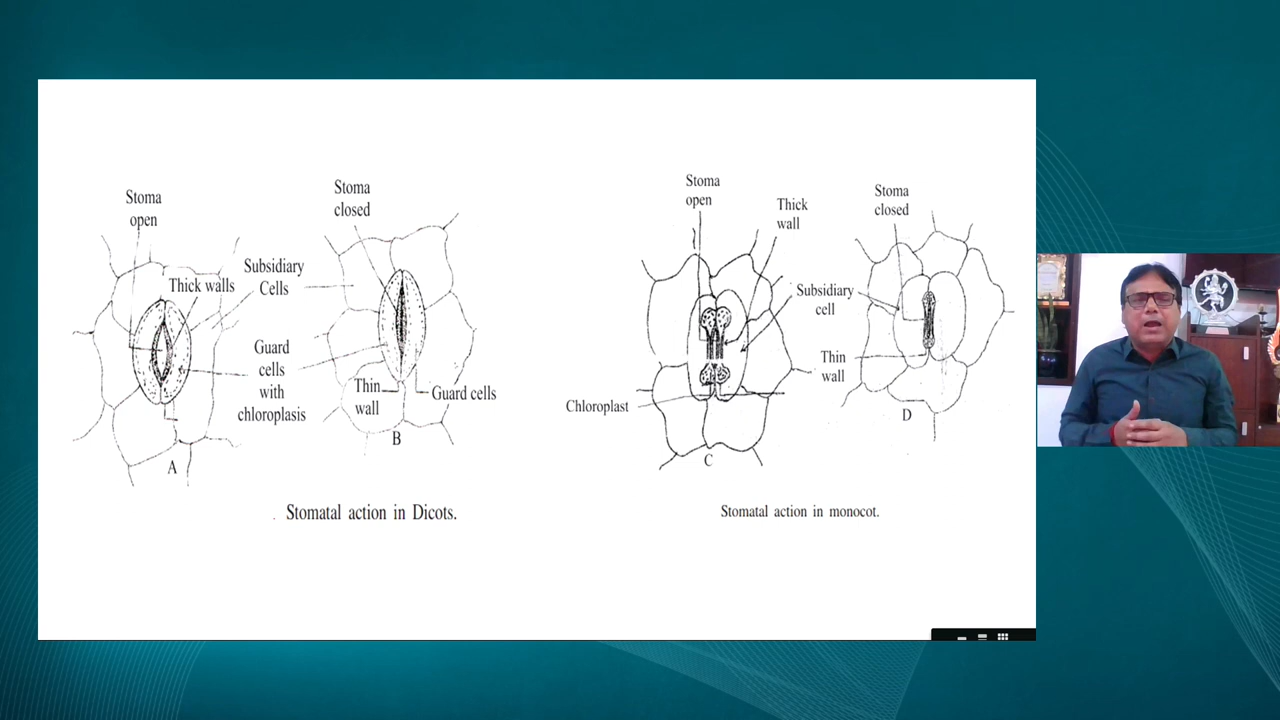 Stoma
open
Thick walls
Subsidiary
Cells
Guard
cells
with
chloroplasis
A
Stoma
closed
Thin
wall
Guard cells
B
Stomatal action in Dicots.
Stoma
open
Thick
wall
Subsidiary
cell
Chloroplast
C
Stoma
closed
Thin
wall
D
Stomatal action in monocot.